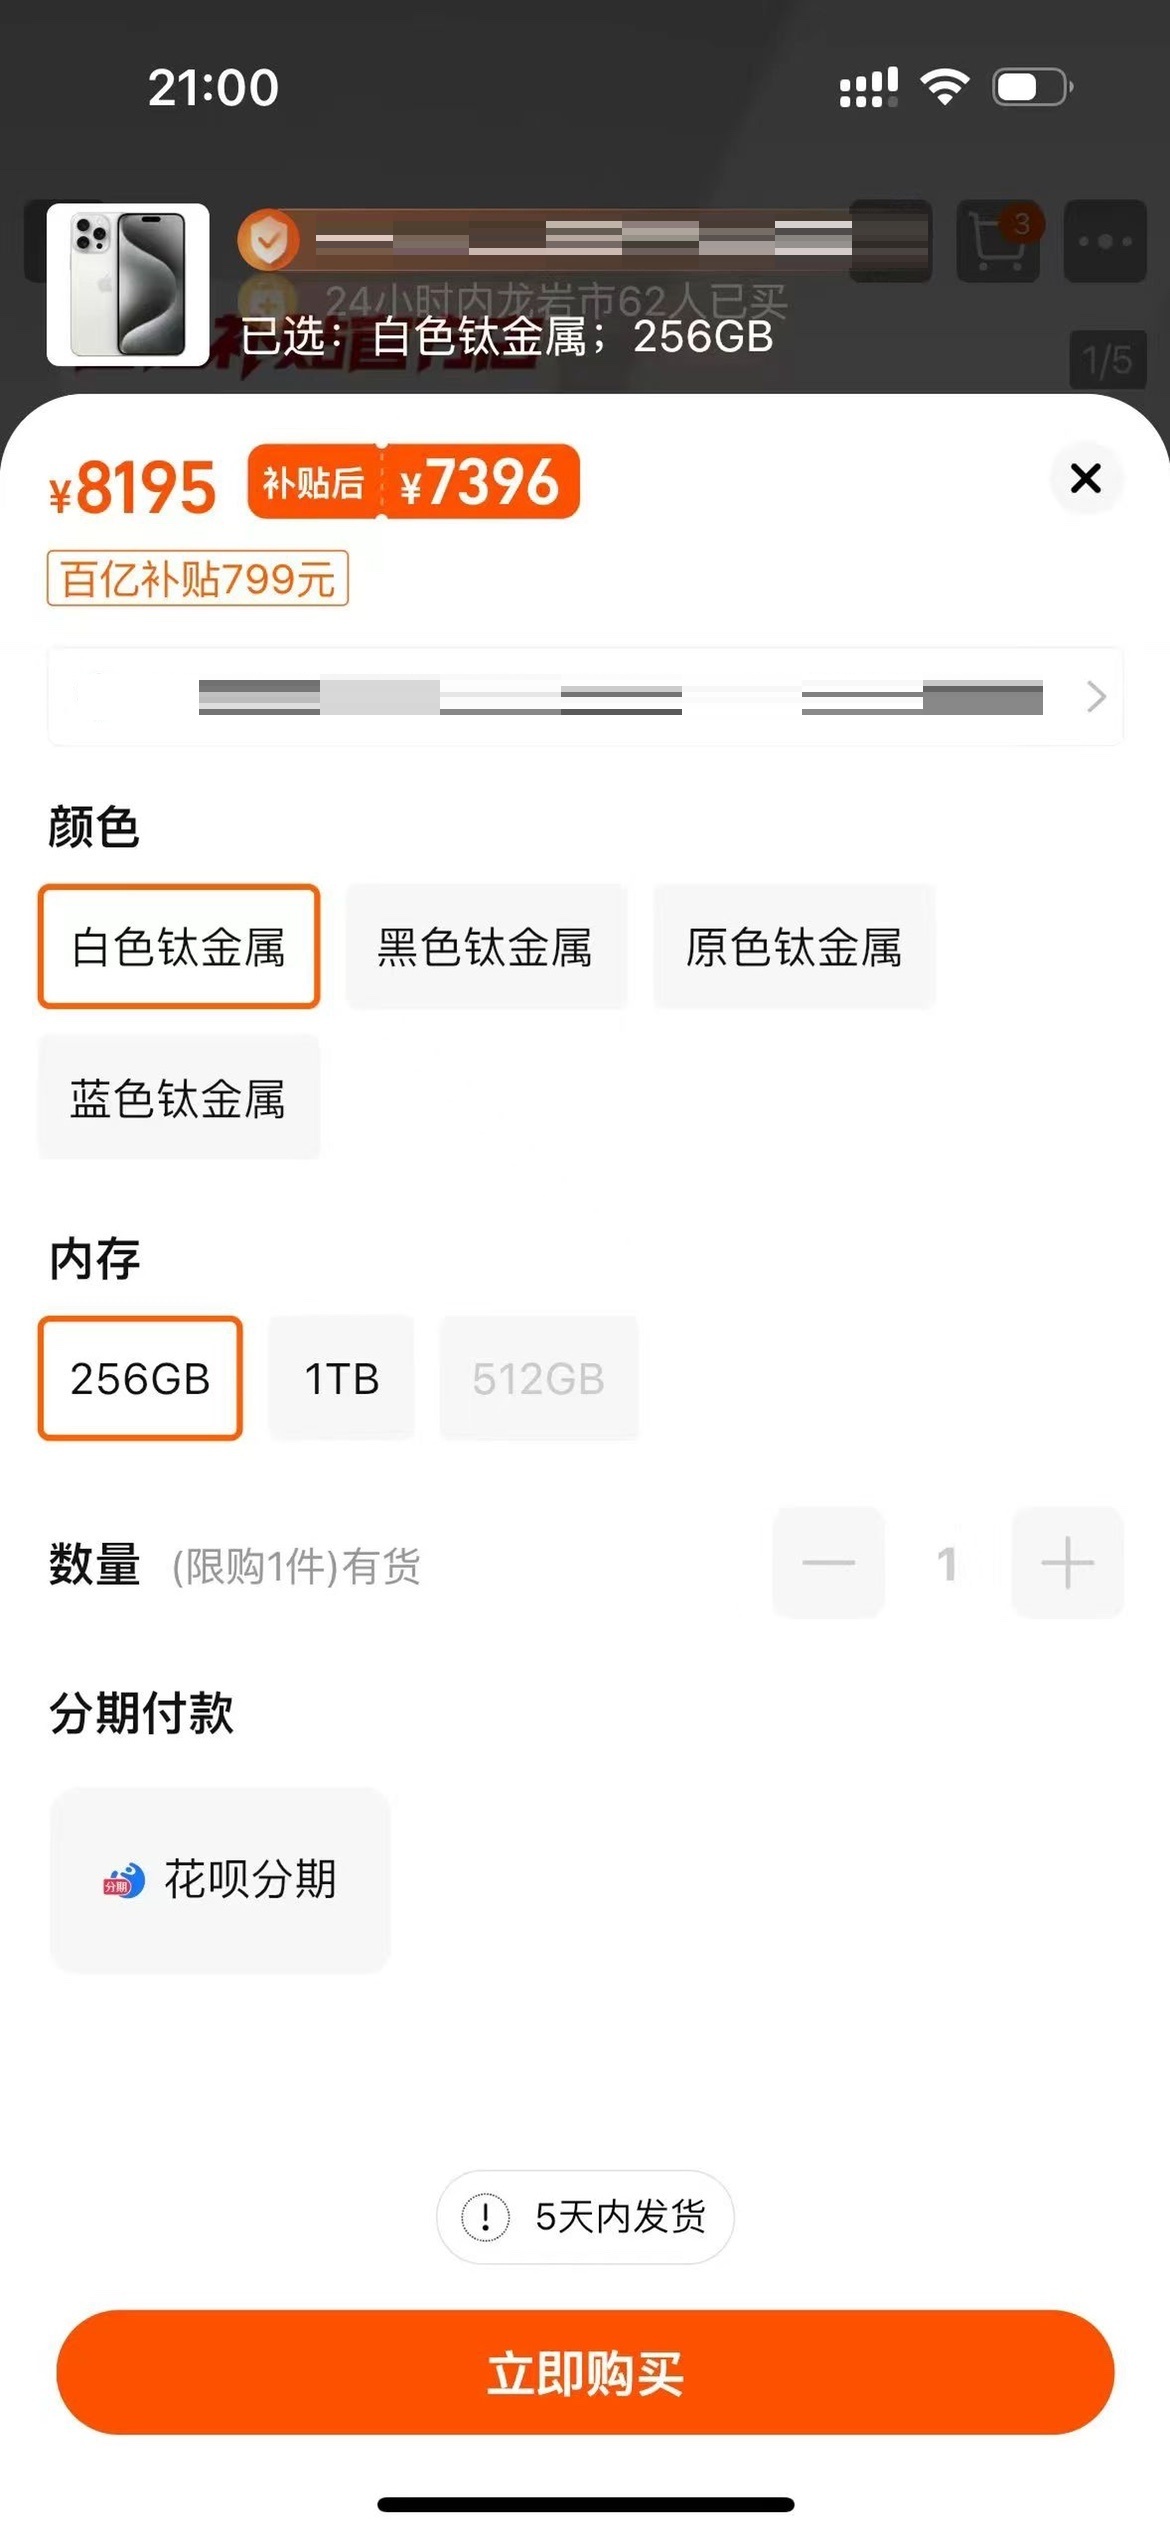 21:00
3
24小时内龙岩市62人已买
已选：白色钛金属；256GB
1/5
¥8195 补贴后 ¥7396
百亿补贴799元
颜色
白色钛金属 黑色钛金属 原色钛金属
蓝色钛金属
内存
256GB 1TB 512GB
数量 (限购1件)有货 1
分期付款
分期 花呗分期
! 5天内发货
立即购买